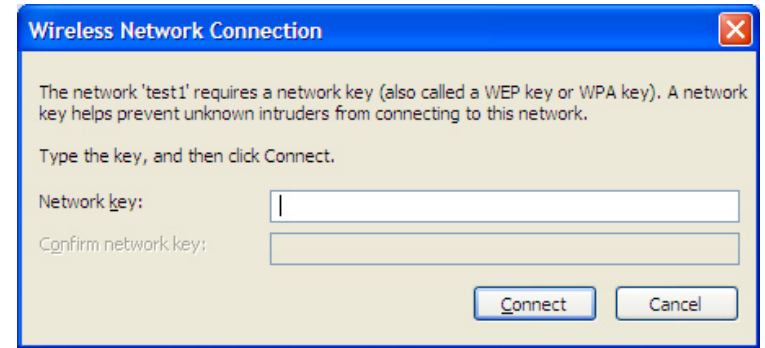 Wireless Network Connection
The network 'test1' requires a network key (also called a WEP key or WPA key). A network
key helps prevent unknown intruders from connecting to this network.
Type the key, and then click Connect.
Network key:
Confirm network key:
Connect Cancel